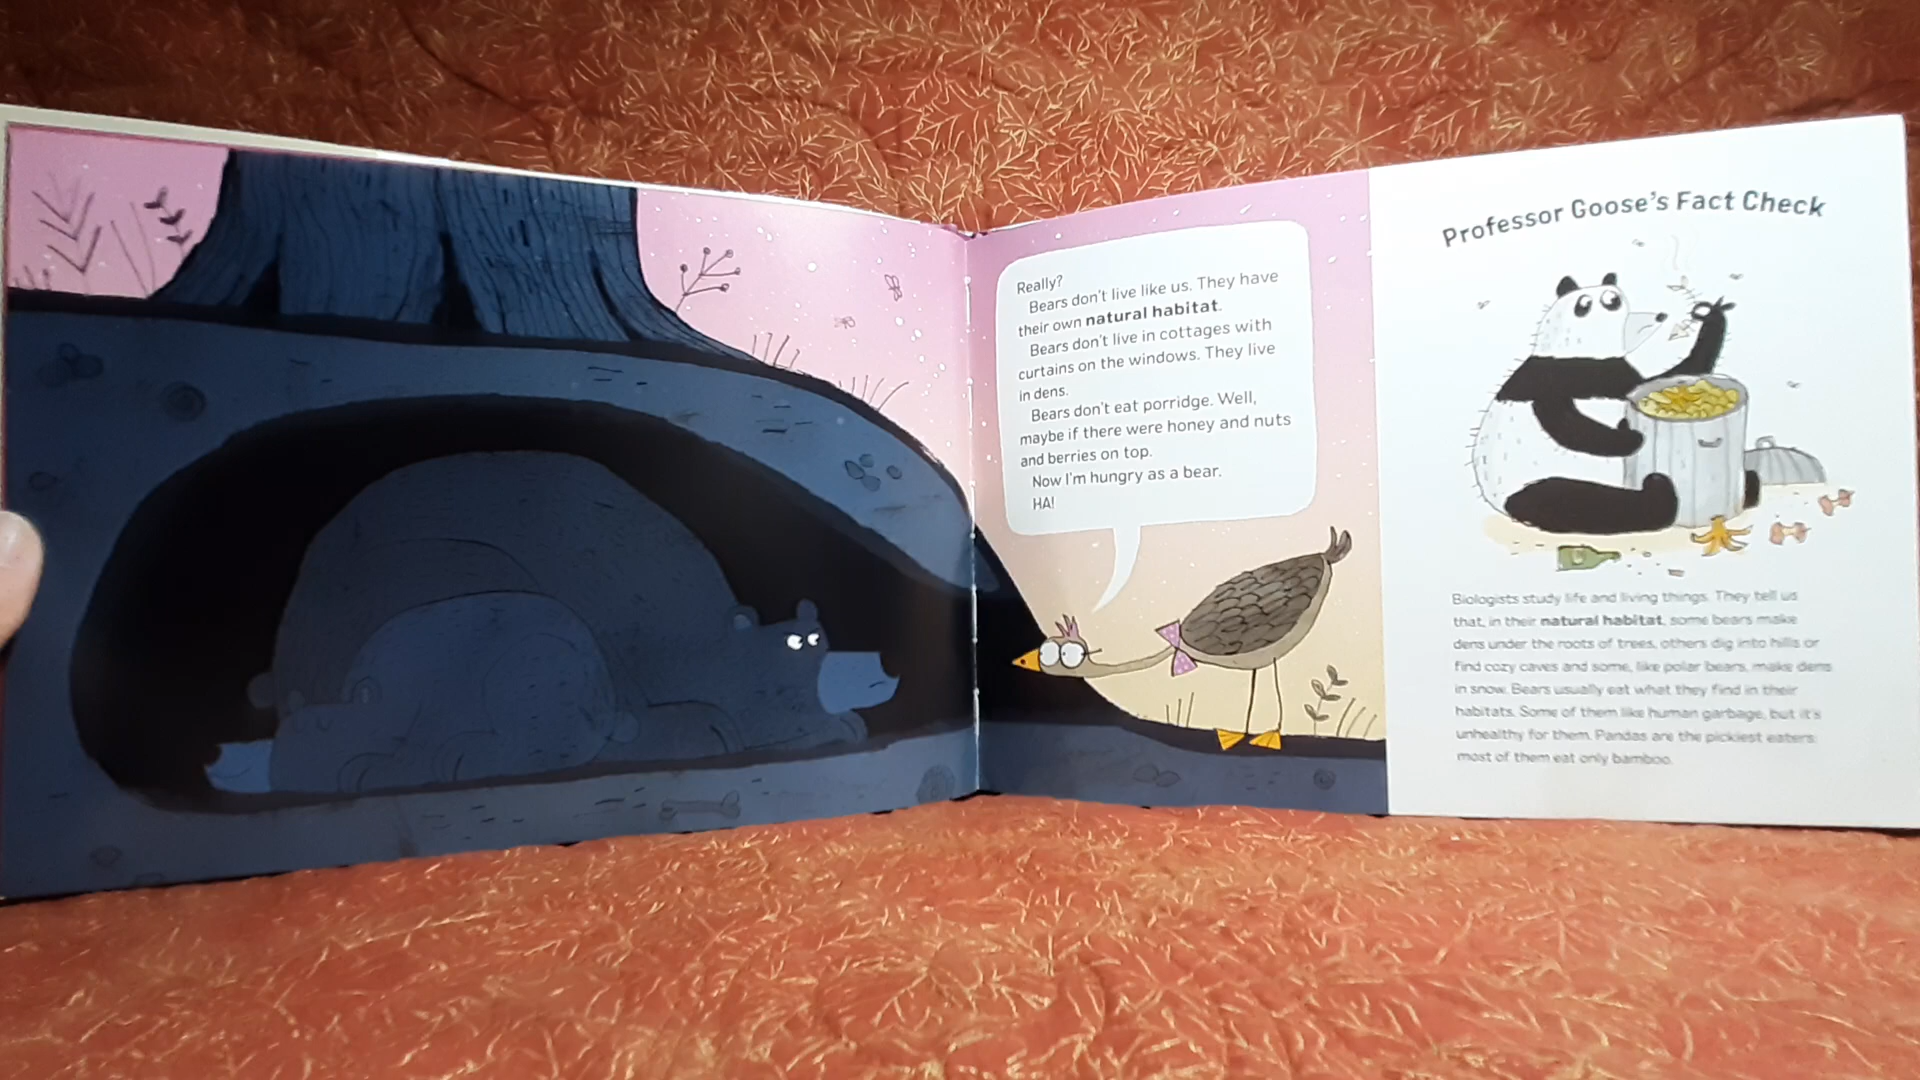 Really?
Bears don't live like us. They have
their own natural habitat.
Bears don't live in cottages with
curtains on the windows. They live
in dens.
Bears don't eat porridge. Well,
maybe if there were honey and nuts
and berries on top.
Now I'm hungry as a bear.
HA!
Professor Goose's Fact Check
Biologists study life and living things. They tell us
that, in their natural habitat, some bears make
dens under the roots of trees, others dig into hills or
find cozy caves and some, like polar bears, make dens
in snow. Bears usually eat what they find in their
habitats. Some of them like human garbage, but it's
unhealthy for them. Pandas are the pickiest eaters:
most of them eat only bamboo.